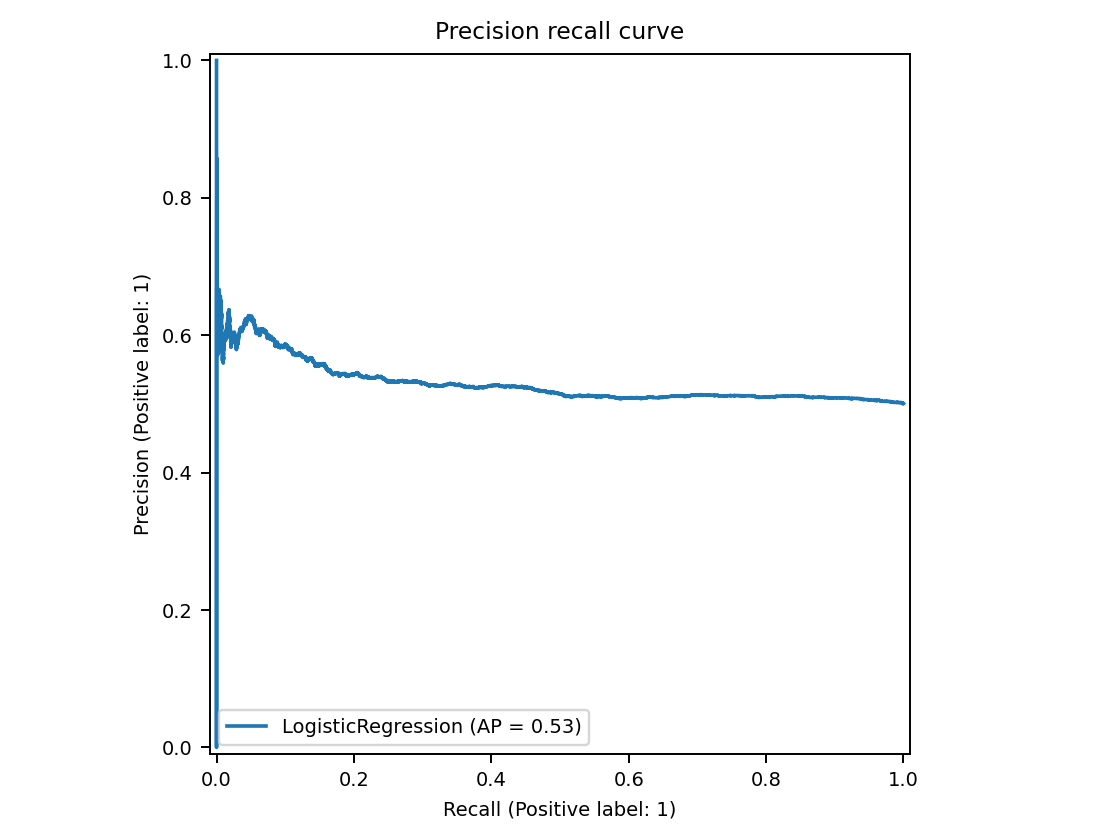 Precision recall curve
1.0
0.8
0.6
0.4
0.2
0.0
Precision (Positive label: 1)
LogisticRegression (AP = 0.53)
0.0 0.2 0.4 0.6 0.8 1.0
Recall (Positive label: 1)